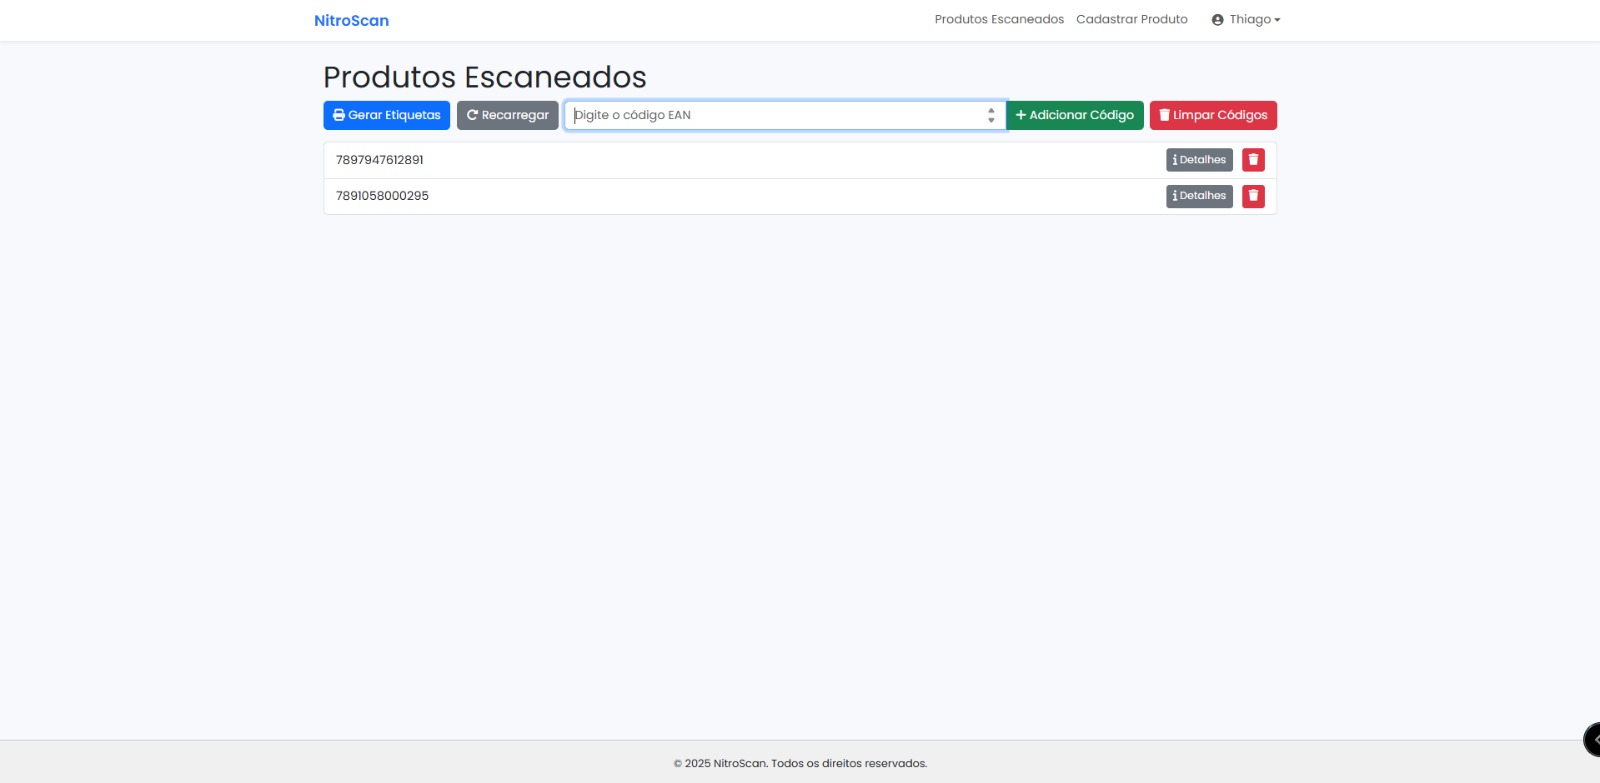 NitroScan Produtos Escaneados Cadastrar Produto Thiago
Produtos Escaneados
Gerar Etiquetas Recarregar Digite o código EAN + Adicionar Código Limpar Códigos
7897947612891 Detalhes
7891058000295 Detalhes
© 2025 NitroScan. Todos os direitos reservados.